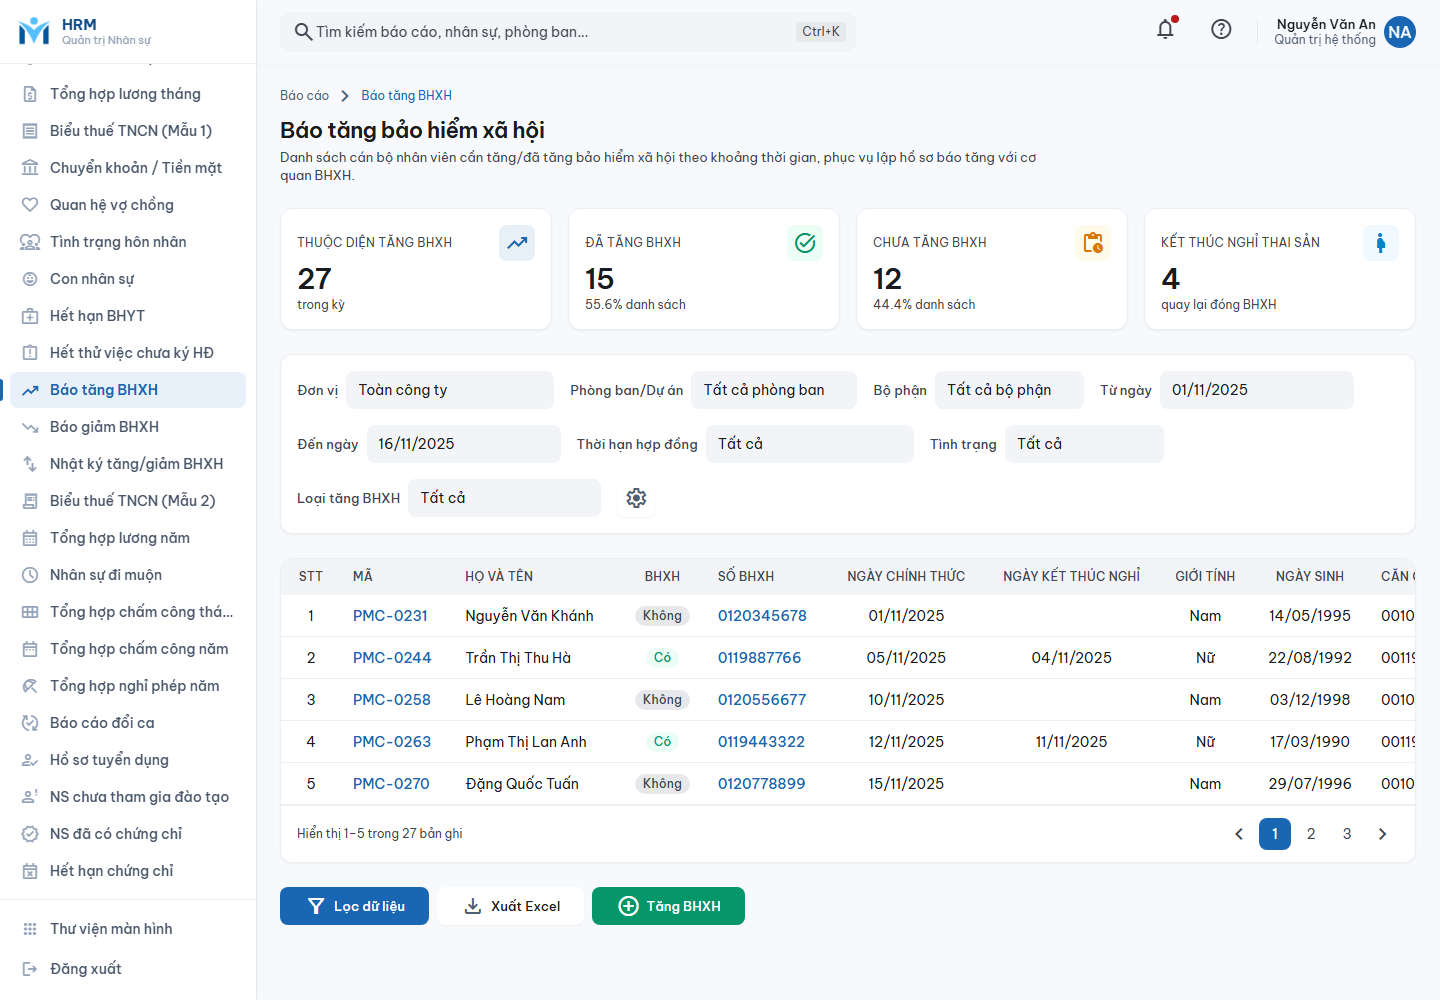 HRM
Quản trị Nhân sự
Tìm kiếm báo cáo, nhân sự, phòng ban...
Ctrl+K
Nguyễn Văn An
Quản trị hệ thống
NA
Tổng hợp lương tháng
Biểu thuế TNCN (Mẫu 1)
Chuyển khoản / Tiền mặt
Quan hệ vợ chồng
Tình trạng hôn nhân
Con nhân sự
Hết hạn BHYT
Hết thử việc chưa ký HĐ
Báo tăng BHXH
Báo giảm BHXH
Nhật ký tăng/giảm BHXH
Biểu thuế TNCN (Mẫu 2)
Tổng hợp lương năm
Nhân sự đi muộn
Tổng hợp chấm công thá...
Tổng hợp chấm công năm
Tổng hợp nghỉ phép năm
Báo cáo đổi ca
Hồ sơ tuyển dụng
NS chưa tham gia đào tạo
NS đã có chứng chỉ
Hết hạn chứng chỉ
Thư viện màn hình
Đăng xuất
Báo cáo
Báo tăng BHXH
Báo tăng bảo hiểm xã hội
Danh sách cán bộ nhân viên cần tăng/đã tăng bảo hiểm xã hội theo khoảng thời gian, phục vụ lập hồ sơ báo tăng với cơ
quan BHXH.
THUỘC DIỆN TĂNG BHXH
27
trong kỳ
ĐÃ TĂNG BHXH
15
55.6% danh sách
CHƯA TĂNG BHXH
12
44.4% danh sách
KẾT THÚC NGHỈ THAI SẢN
4
quay lại đóng BHXH
Đơn vị Toàn công ty Phòng ban/Dự án Tất cả phòng ban Bộ phận Tất cả bộ phận Từ ngày 01/11/2025
Đến ngày 16/11/2025 Thời hạn hợp đồng Tất cả Tình trạng Tất cả
Loại tăng BHXH Tất cả
STT MÃ HỌ VÀ TÊN BHXH SỐ BHXH NGÀY CHÍNH THỨC NGÀY KẾT THÚC NGHỈ GIỚI TÍNH NGÀY SINH CĂN
1 PMC-0231 Nguyễn Văn Khánh Không 0120345678 01/11/2025 Nam 14/05/1995 0010
2 PMC-0244 Trần Thị Thu Hà Có 0119887766 05/11/2025 04/11/2025 Nữ 22/08/1992 00119
3 PMC-0258 Lê Hoàng Nam Không 0120556677 10/11/2025 Nam 03/12/1998 0010
4 PMC-0263 Phạm Thị Lan Anh Có 0119443322 12/11/2025 11/11/2025 Nữ 17/03/1990 00119
5 PMC-0270 Đặng Quốc Tuấn Không 0120778899 15/11/2025 Nam 29/07/1996 0010
Hiển thị 1–5 trong 27 bản ghi
1 2 3
Lọc dữ liệu
Xuất Excel
Tăng BHXH